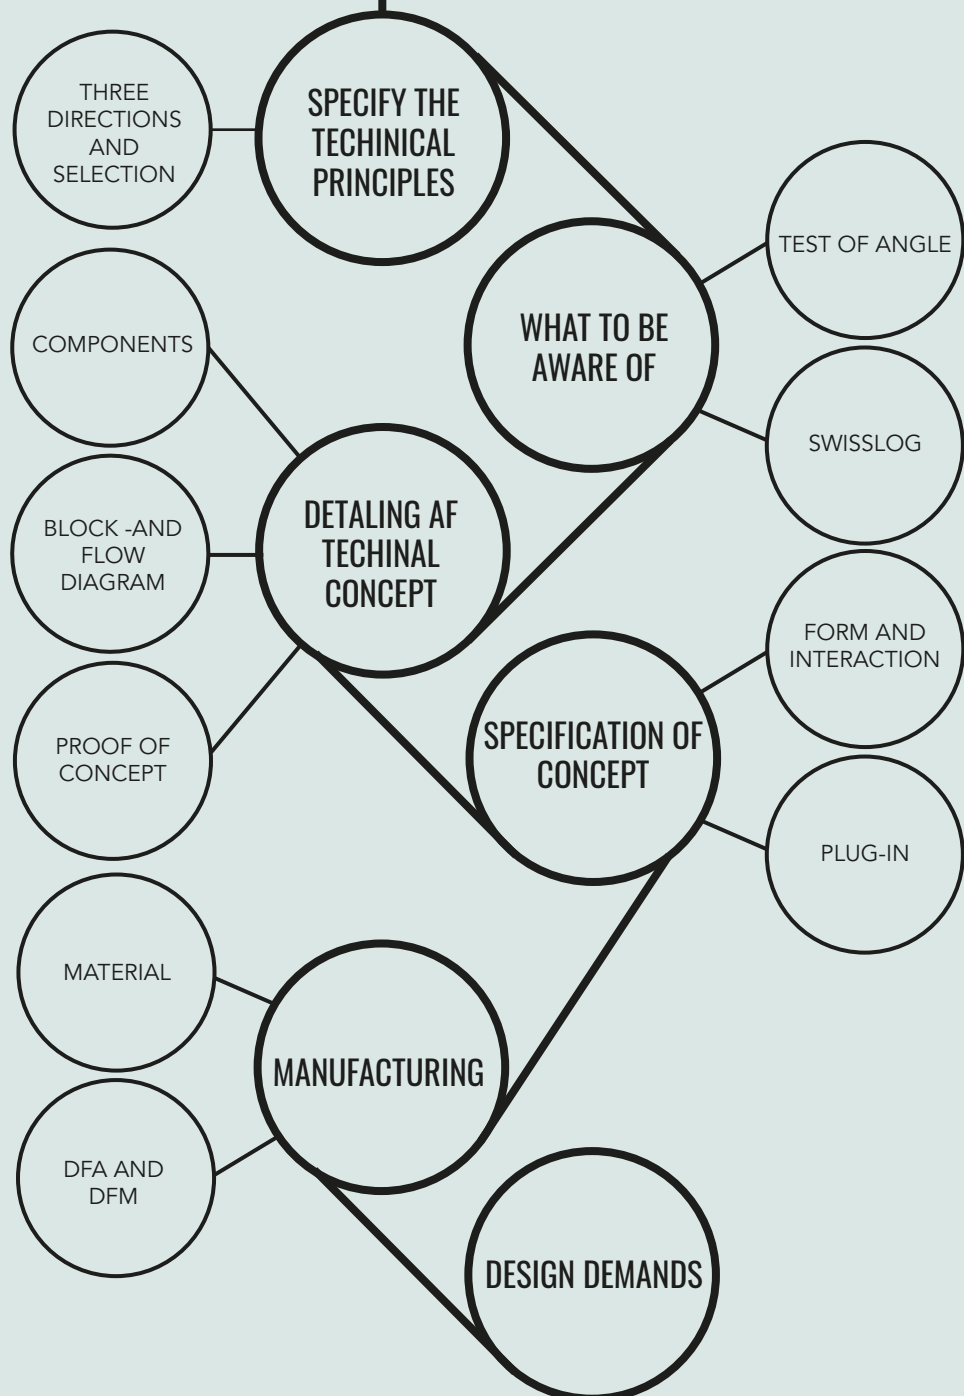 THREE
DIRECTIONS
AND
SELECTION
SPECIFY THE
TECHINICAL
PRINCIPLES
TEST OF ANGLE
WHAT TO BE
AWARE OF
SWISSLOG
COMPONENTS
BLOCK -AND
FLOW
DIAGRAM
PROOF OF
CONCEPT
DETALING AF
TECHINAL
CONCEPT
FORM AND
INTERACTION
SPECIFICATION OF
CONCEPT
PLUG-IN
MATERIAL
DFA AND
DFM
MANUFACTURING
DESIGN DEMANDS